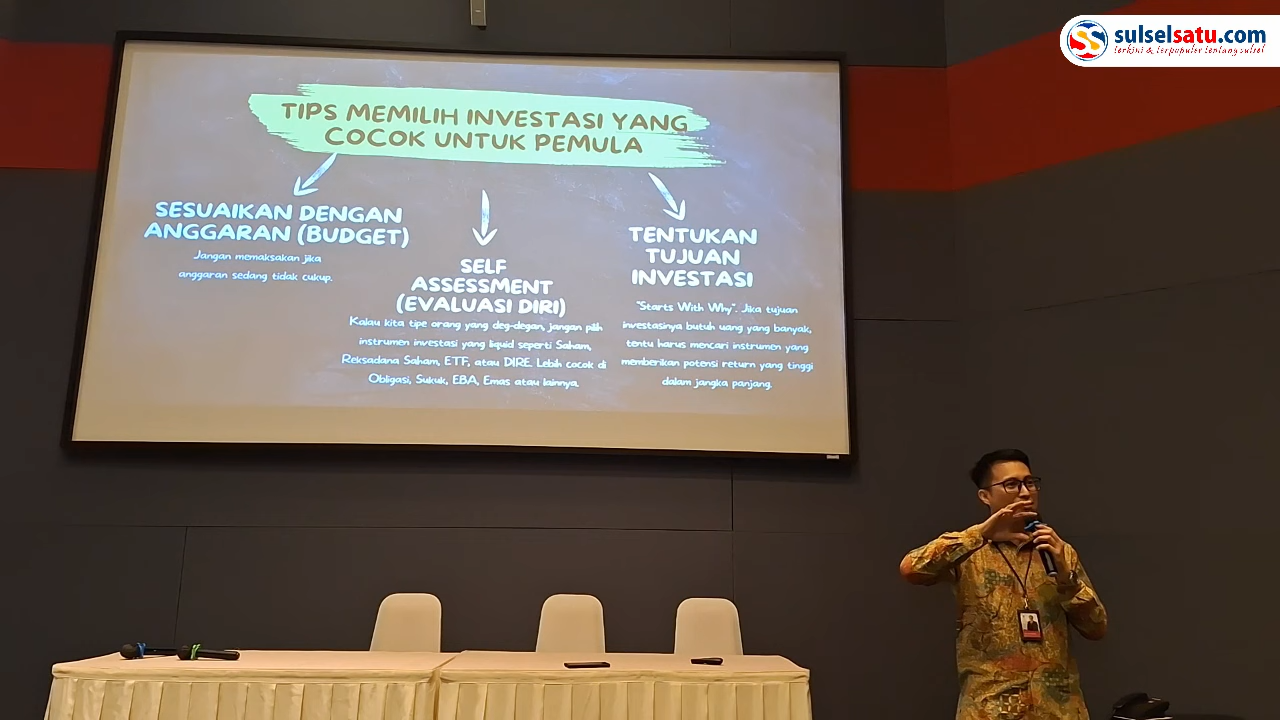 sulselsatu.com
terkini & terpopuler tentang sulsel
TIPS MEMILIH INVESTASI YANG
COCOK UNTUK PEMULA
SESUAIKAN DENGAN
ANGGARAN (BUDGET)
Jangan memaksakan jika
anggaran sedang tidak cukup.
SELF
ASSESSMENT
(EVALUASI DIRI)
Kalau kita tipe orang yang deg-degan, jangan pilih
instrumen investasi yang liquid seperti Saham,
Reksadana Saham, ETF, atau DIRE. Lebih cocok di
Obligasi, Sukuk, EBA, Emas atau lainnya.
TENTUKAN
TUJUAN
INVESTASI
"Starts With Why". Jika tujuan
investasinya butuh uang yang banyak,
tentu harus mencari instrumen yang
memberikan potensi return yang tinggi
dalam jangka panjang.